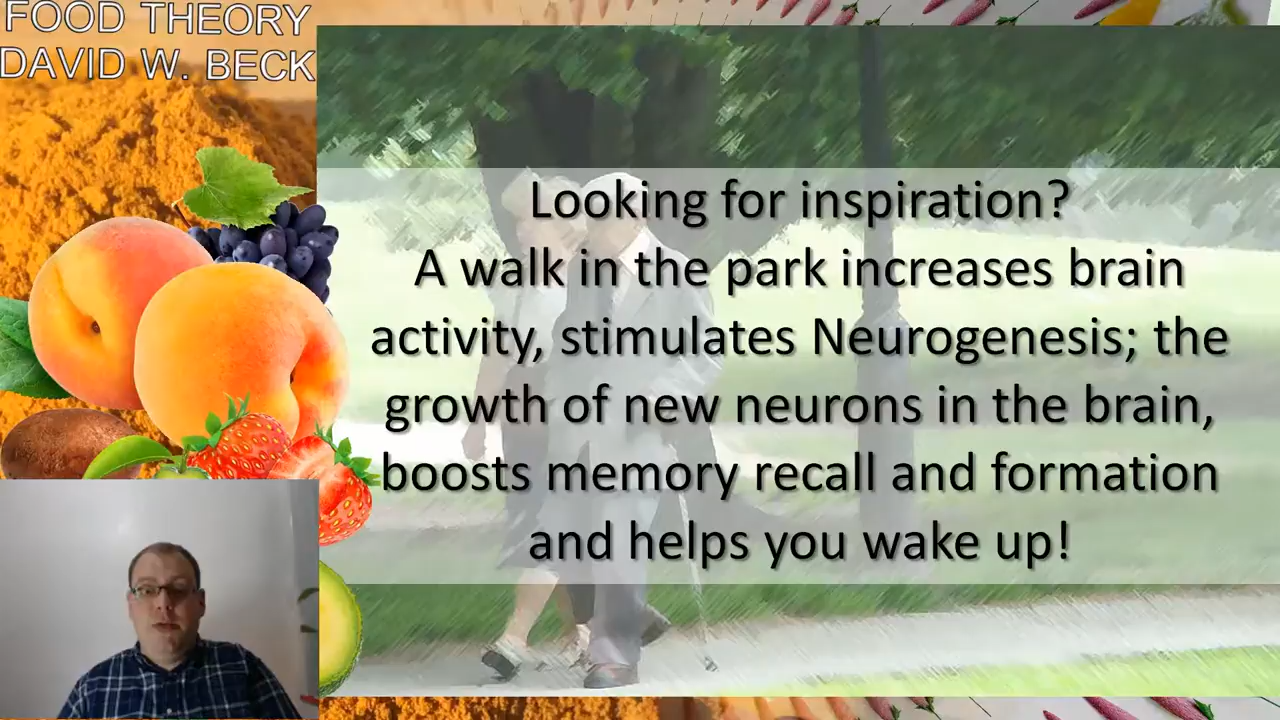 FOOD THEORY
DAVID W. BECK
Looking for inspiration?
A walk in the park increases brain
activity, stimulates Neurogenesis; the
growth of new neurons in the brain,
boosts memory recall and formation
and helps you wake up!